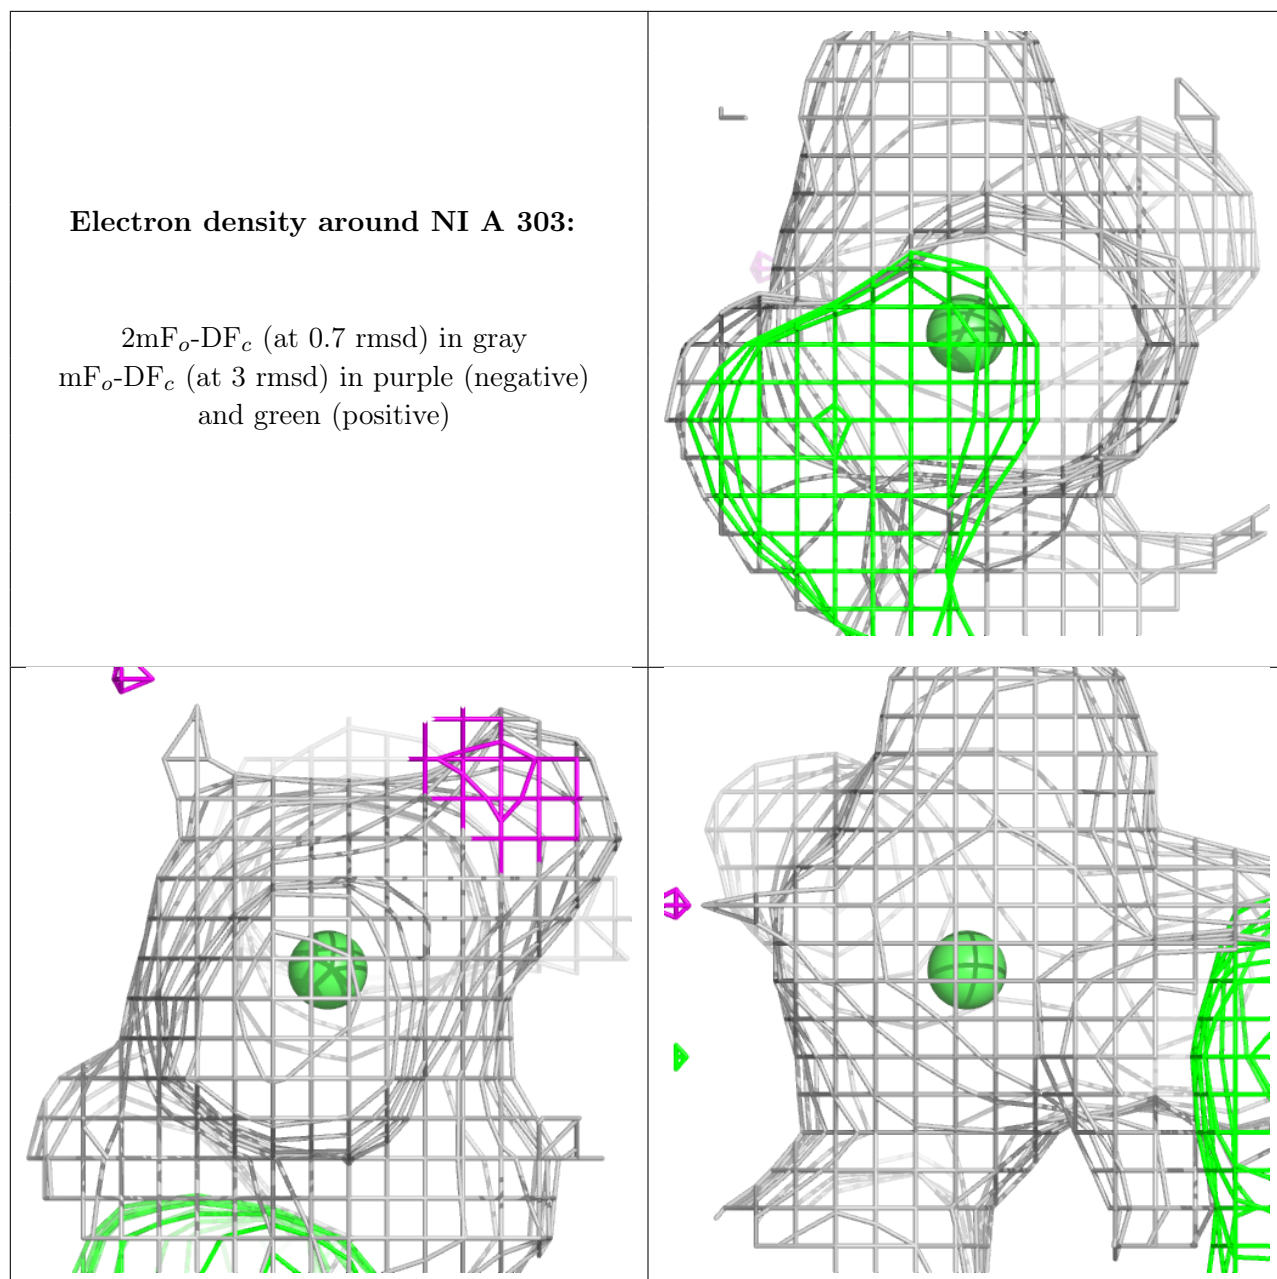 Electron density around NI A 303:
2mFo-DFc (at 0.7 rmsd) in gray
mFo-DFc (at 3 rmsd) in purple (negative)
and green (positive)